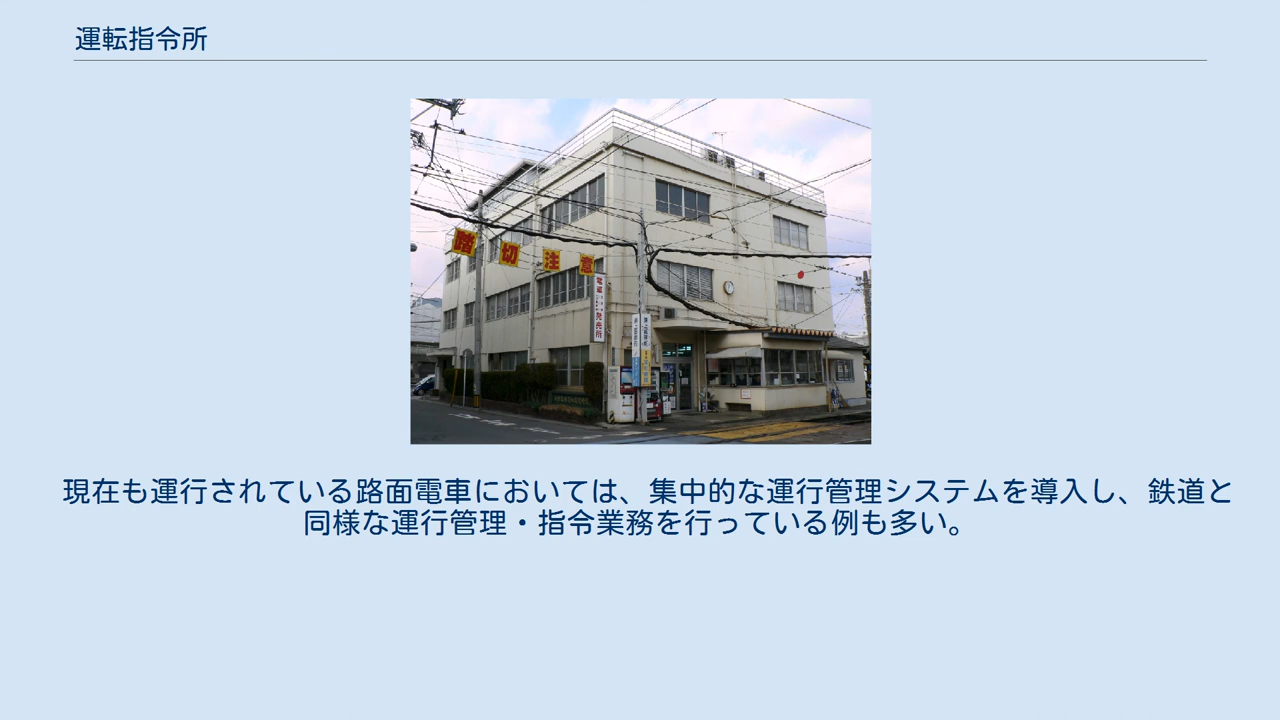 運転指令所
踏切注意
発売所
現在も運行されている路面電車においては、集中的な運行管理システムを導入し、鉄道と
同様な運行管理・指令業務を行っている例も多い。